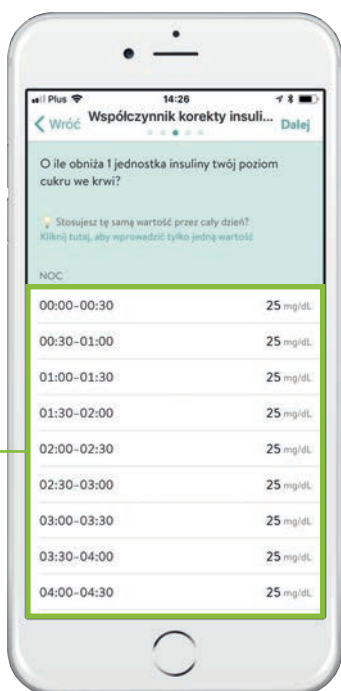 Plus 14:26
Wróć Współczynnik korekty insuli... Dalej
O ile obniża 1 jednostka insuliny twój poziom
cukru we krwi?
Stosujesz tę samą wartość przez cały dzień?
Kliknij tutaj, aby wprowadzić tylko jedną wartość
NOC
00:00–00:30 25 mg/dL
00:30–01:00 25 mg/dL
01:00–01:30 25 mg/dL
01:30–02:00 25 mg/dL
02:00–02:30 25 mg/dL
02:30–03:00 25 mg/dL
03:00–03:30 25 mg/dL
03:30–04:00 25 mg/dL
04:00–04:30 25 mg/dL